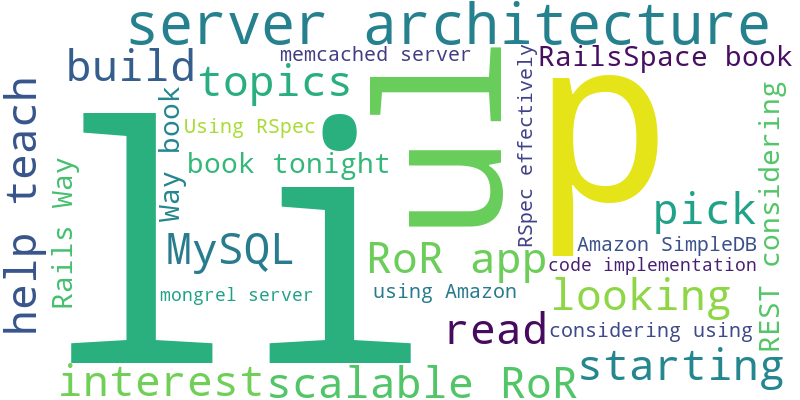 server architecture
memcached server
RailsSpace book
build
topics
help teach
Rails Way
Way book
Using RSpec
book tonight
li
ul
p
RSpec effectively
REST considering
pick
MySQL
RoR app
Amazon SimpleDB
code implementation
mongrel server
using Amazon
looking
read
considering using
starting
interest
scalable RoR